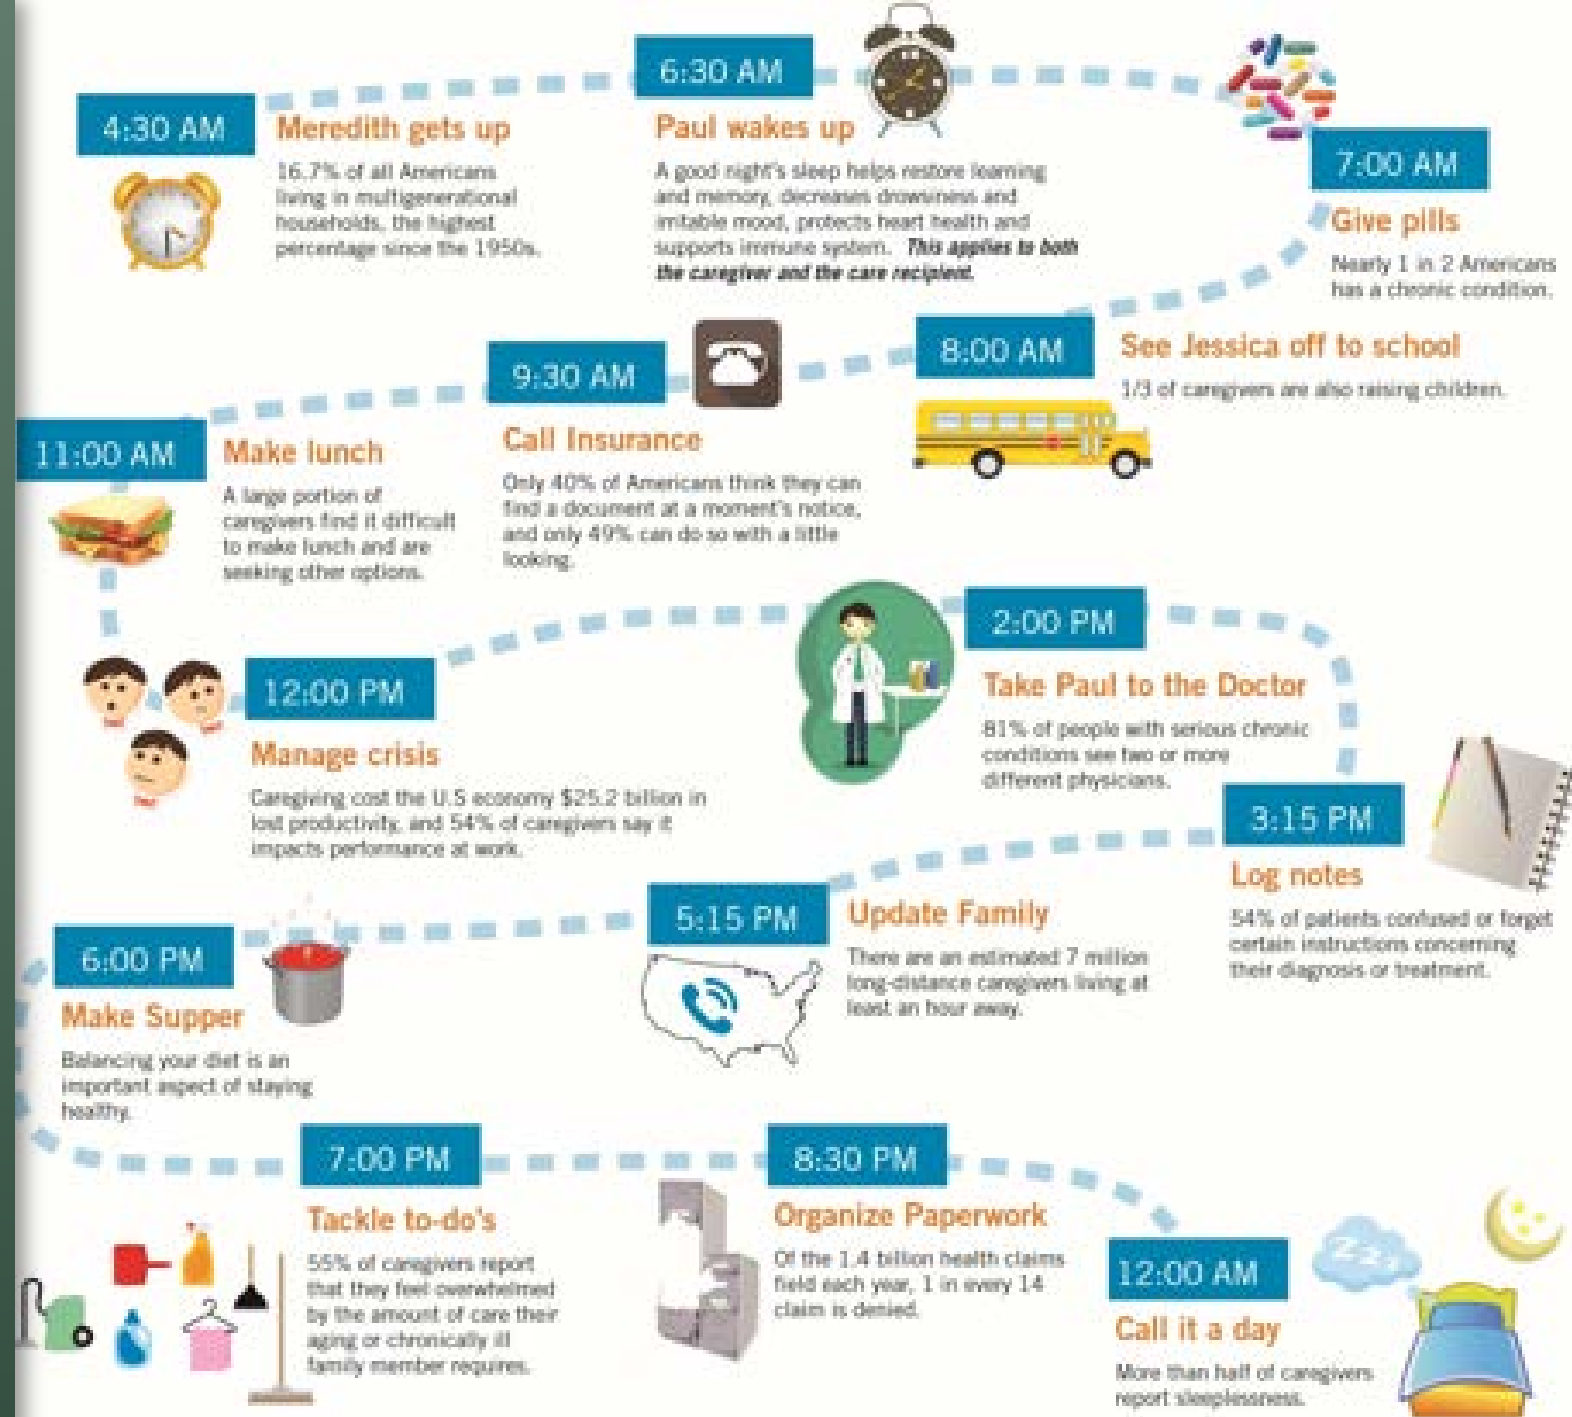 4:30 AM
Meredith gets up
16.7% of all Americans
living in multigenerational
households, the highest
percentage since the 1950s.
6:30 AM
Paul wakes up
A good night's sleep helps restore learning
and memory, decreases drowsiness and
irritable mood, protects heart health and
supports immune system. This applies to both
the caregiver and the care recipient.
7:00 AM
Give pills
Nearly 1 in 2 Americans
has a chronic condition.
8:00 AM
See Jessica off to school
1/3 of caregivers are also raising children.
9:30 AM
Call Insurance
Only 40% of Americans think they can
find a document at a moment's notice,
and only 49% can do so with a little
looking.
11:00 AM
Make lunch
A large portion of
caregivers find it difficult
to make lunch and are
seeking other options.
12:00 PM
Manage crisis
Caregiving cost the U.S economy $25.2 billion in
lost productivity, and 54% of caregivers say it
impacts performance at work.
2:00 PM
Take Paul to the Doctor
81% of people with serious chronic
conditions see two or more
different physicians.
3:15 PM
Log notes
54% of patients confused or forget
certain instructions concerning
their diagnosis or treatment.
5:15 PM
Update Family
There are an estimated 7 million
long-distance caregivers living at
least an hour away.
6:00 PM
Make Supper
Balancing your diet is an
important aspect of staying
healthy.
7:00 PM
Tackle to-do's
55% of caregivers report
that they feel overwhelmed
by the amount of care their
aging or chronically ill
family member requires.
8:30 PM
Organize Paperwork
Of the 1.4 billion health claims
field each year, 1 in every 14
claim is denied.
12:00 AM
Call it a day
More than half of caregivers
report sleeplessness.
Zzzz